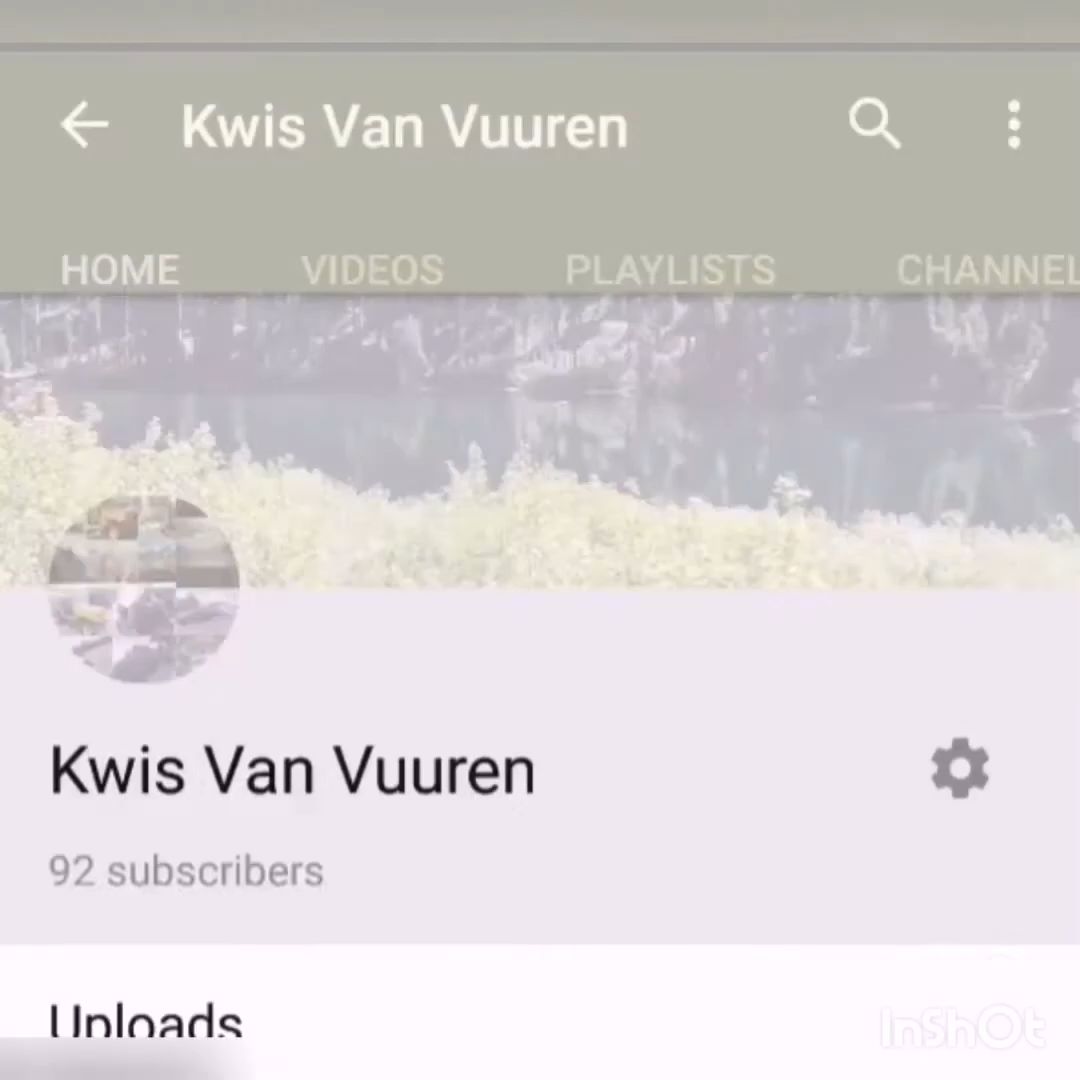 Kwis Van Vuuren
HOME VIDEOS PLAYLISTS CHANNEL
Kwis Van Vuuren
92 subscribers
Uploads
InShOt